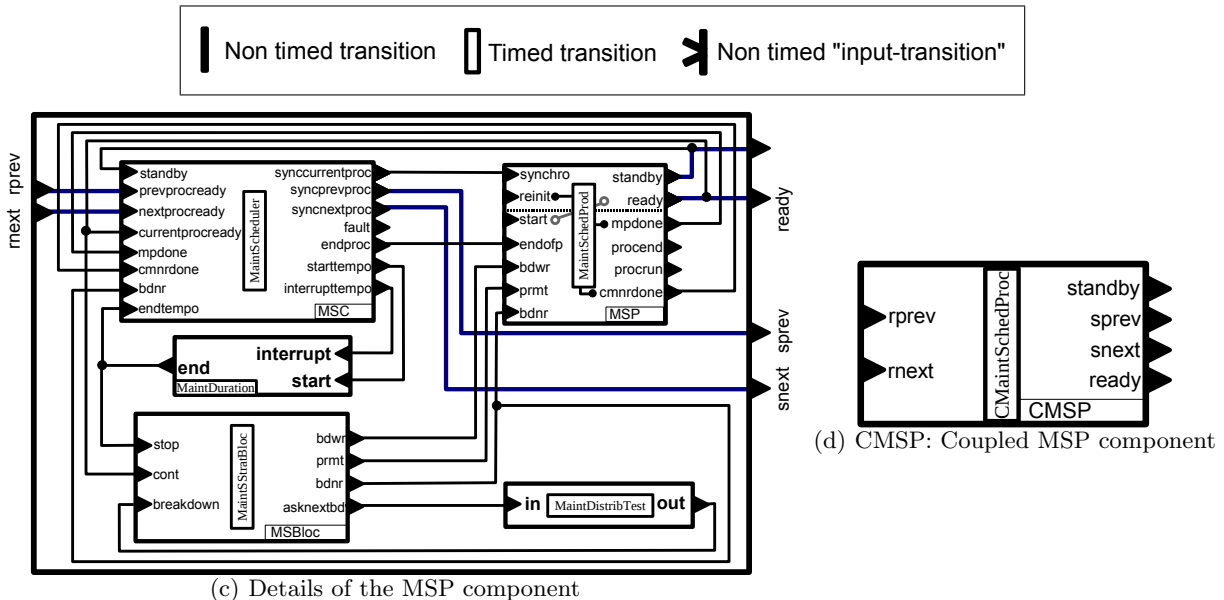 Non timed transition
Timed transition
Non timed "input-transition"
rprev
rnext
standby
prevprocready
nextprocready
currentprocready
mpdone
cmnrdone
bdnr
endtempo
MaintScheduler
synccurrentproc
syncprevproc
syncnextproc
fault
endproc
starttempo
interrupttempo
MSC
synchro
reinit
start
endofp
bdwr
prmt
bdnr
MaintSchedProd
standby
ready
mpdone
procend
procrun
cmnrdone
MSP
ready
sprev
snext
end
interrupt
start
MaintDuration
stop
cont
breakdown
MaintSStratBloc
bdwr
prmt
bdnr
asknextbd
MSBloc
in
MaintDistribTest
out
(c) Details of the MSP component
rprev
rnext
CMaintSchedProc
standby
sprev
snext
ready
CMSP
(d) CMSP: Coupled MSP component